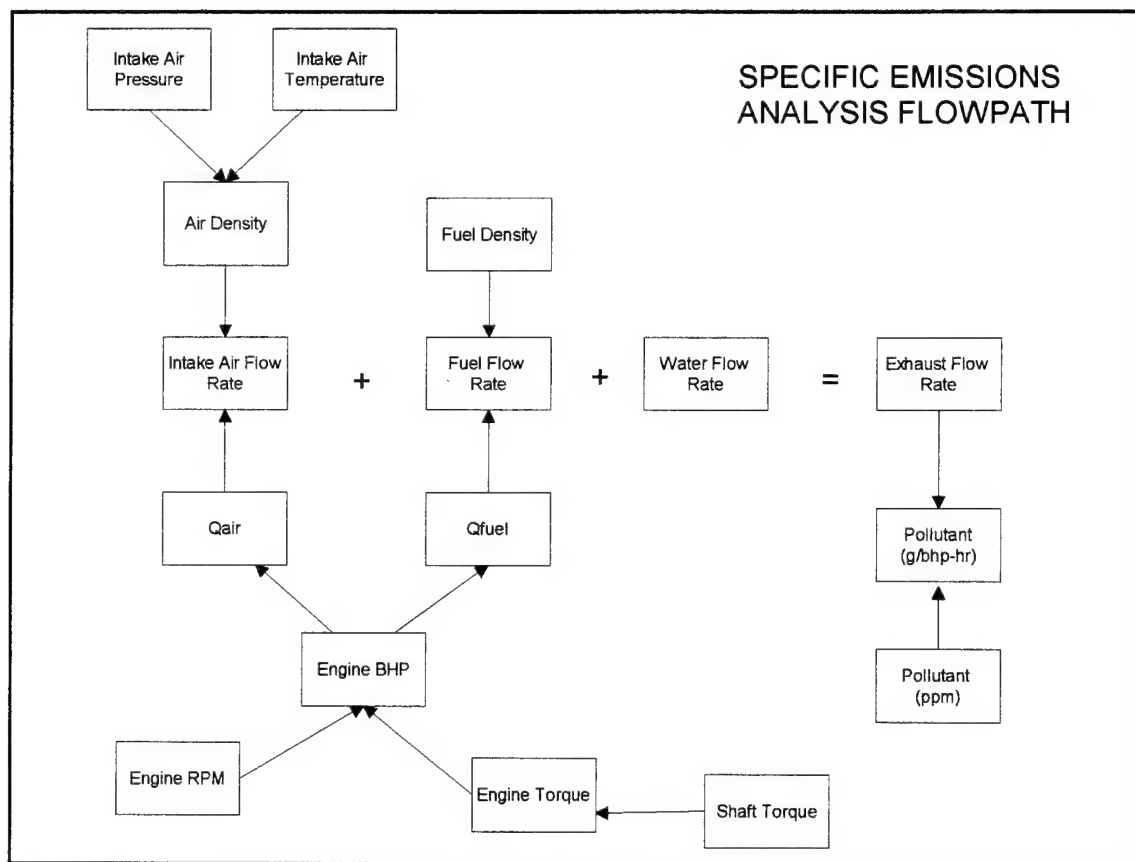 Intake Air
Pressure
Intake Air
Temperature
SPECIFIC EMISSIONS
ANALYSIS FLOWPATH
Air Density
Fuel Density
Intake Air Flow
Rate
+
Fuel Flow
Rate
+
Water Flow
Rate
=
Exhaust Flow
Rate
Qair
Qfuel
Pollutant
(g/bhp-hr)
Engine BHP
Pollutant
(ppm)
Engine RPM
Engine Torque
Shaft Torque